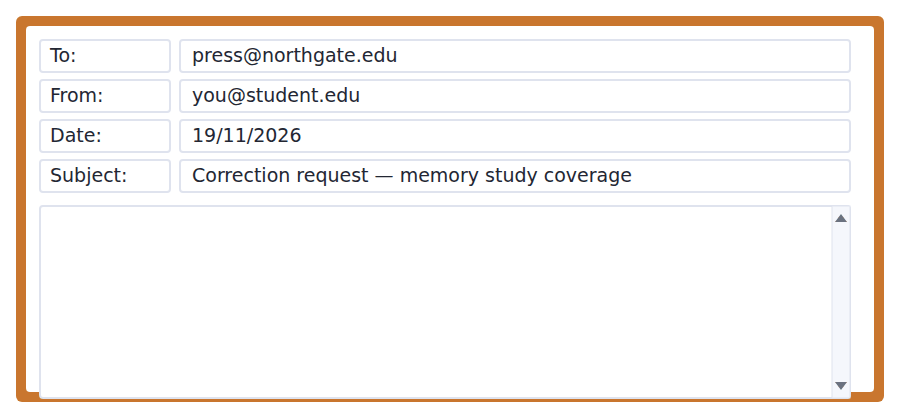 To: press@northgate.edu
From: you@student.edu
Date: 19/11/2026
Subject: Correction request — memory study coverage